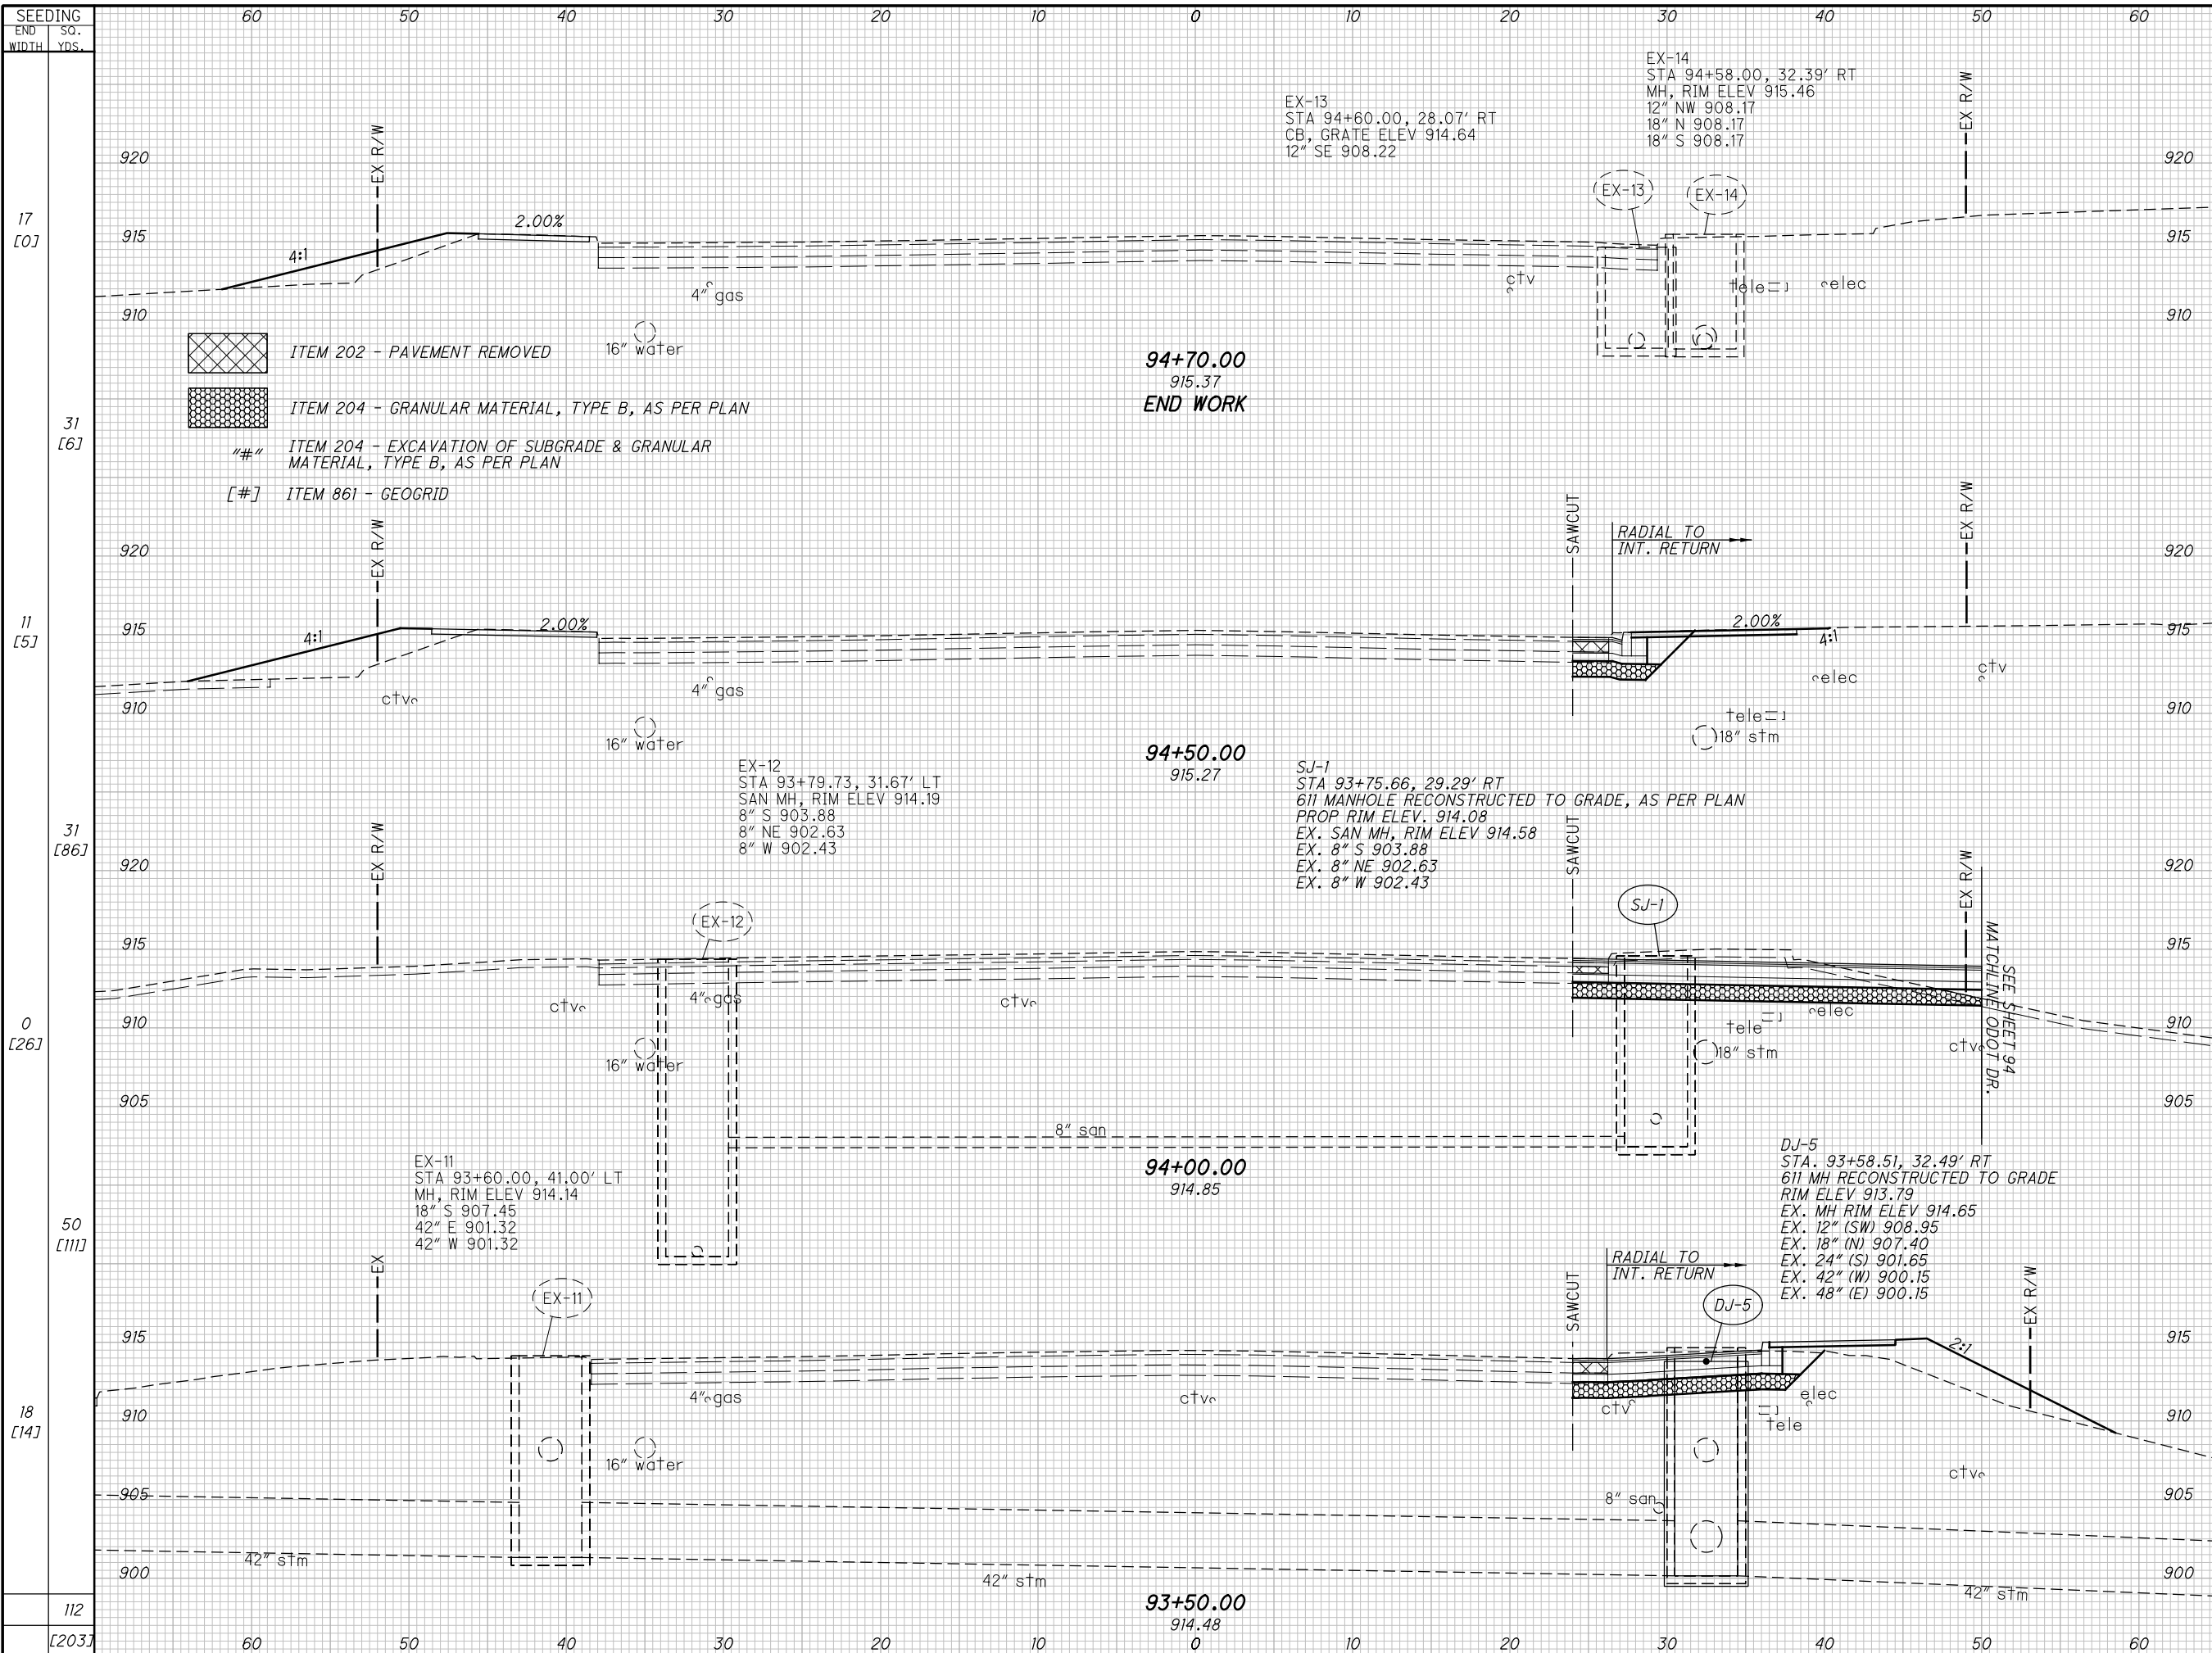 SEEDING
END WIDTH
SQ. YDS.
60 50 40 30 20 10 0 10 20 30 40 50 60
EX-14
STA 94+58.00, 32.39' RT
MH, RIM ELEV 915.46
12" NW 908.17
18" N 908.17
18" S 908.17
EX-13
STA 94+60.00, 28.07' RT
CB, GRATE ELEV 914.64
12" SE 908.22
EX R/W
EX R/W
920
920
EX-13
EX-14
17
[0]
915
4:1
2.00%
915
4" gas
ctv
tele
elec
910
910
16" water
ITEM 202 - PAVEMENT REMOVED
94+70.00
915.37
END WORK
ITEM 204 - GRANULAR MATERIAL, TYPE B, AS PER PLAN
31
[6]
"#" ITEM 204 - EXCAVATION OF SUBGRADE & GRANULAR
MATERIAL, TYPE B, AS PER PLAN
[#] ITEM 861 - GEOGRID
EX R/W
SAWCUT
RADIAL TO
INT. RETURN
EX R/W
920
920
11
[5]
915
4:1
2.00%
2.00%
4:1
915
ctv
4" gas
elec
ctv
910
tele
910
16" water
18" stm
94+50.00
915.27
EX-12
STA 93+79.73, 31.67' LT
SAN MH, RIM ELEV 914.19
8" S 903.88
8" NE 902.63
8" W 902.43
SJ-1
STA 93+75.66, 29.29' RT
611 MANHOLE RECONSTRUCTED TO GRADE, AS PER PLAN
PROP RIM ELEV. 914.08
EX. SAN MH, RIM ELEV 914.58
EX. 8" S 903.88
EX. 8" NE 902.63
EX. 8" W 902.43
31
[86]
EX R/W
SAWCUT
EX R/W
920
920
EX-12
SJ-1
915
915
MATCHLINE ODOT DR.
SEE SHEET 94
ctv
4" gas
ctv
elec
0
[26]
910
tele
910
16" water
18" stm
ctv
905
905
8" san
94+00.00
914.85
EX-11
STA 93+60.00, 41.00' LT
MH, RIM ELEV 914.14
18" S 907.45
42" E 901.32
42" W 901.32
DJ-5
STA. 93+58.51, 32.49' RT
611 MH RECONSTRUCTED TO GRADE
RIM ELEV 913.79
EX. MH RIM ELEV 914.65
EX. 12" (SW) 908.95
EX. 18" (N) 907.40
EX. 24" (S) 901.65
EX. 42" (W) 900.15
EX. 48" (E) 900.15
50
[111]
EX
SAWCUT
RADIAL TO
INT. RETURN
EX R/W
EX-11
DJ-5
915
2:1
915
4" gas
ctv
ctv
elec
tele
18
[14]
910
910
16" water
ctv
905
8" san
905
42" stm
900
42" stm
900
42" stm
93+50.00
914.48
112
[203]
60 50 40 30 20 10 0 10 20 30 40 50 60